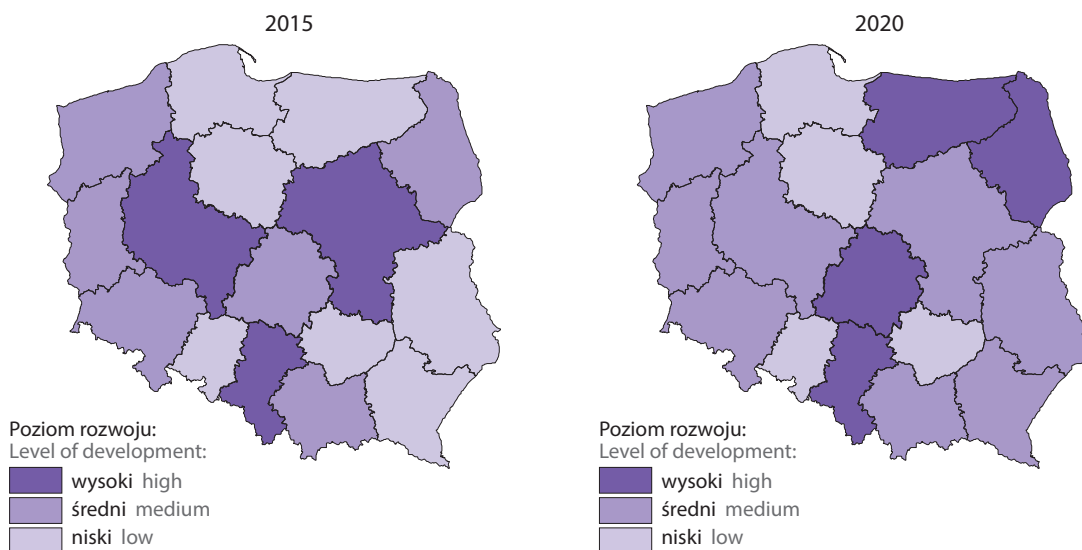 2015
2020
Poziom rozwoju:
Level of development:
wysoki high
średni medium
niski low
Poziom rozwoju:
Level of development:
wysoki high
średni medium
niski low